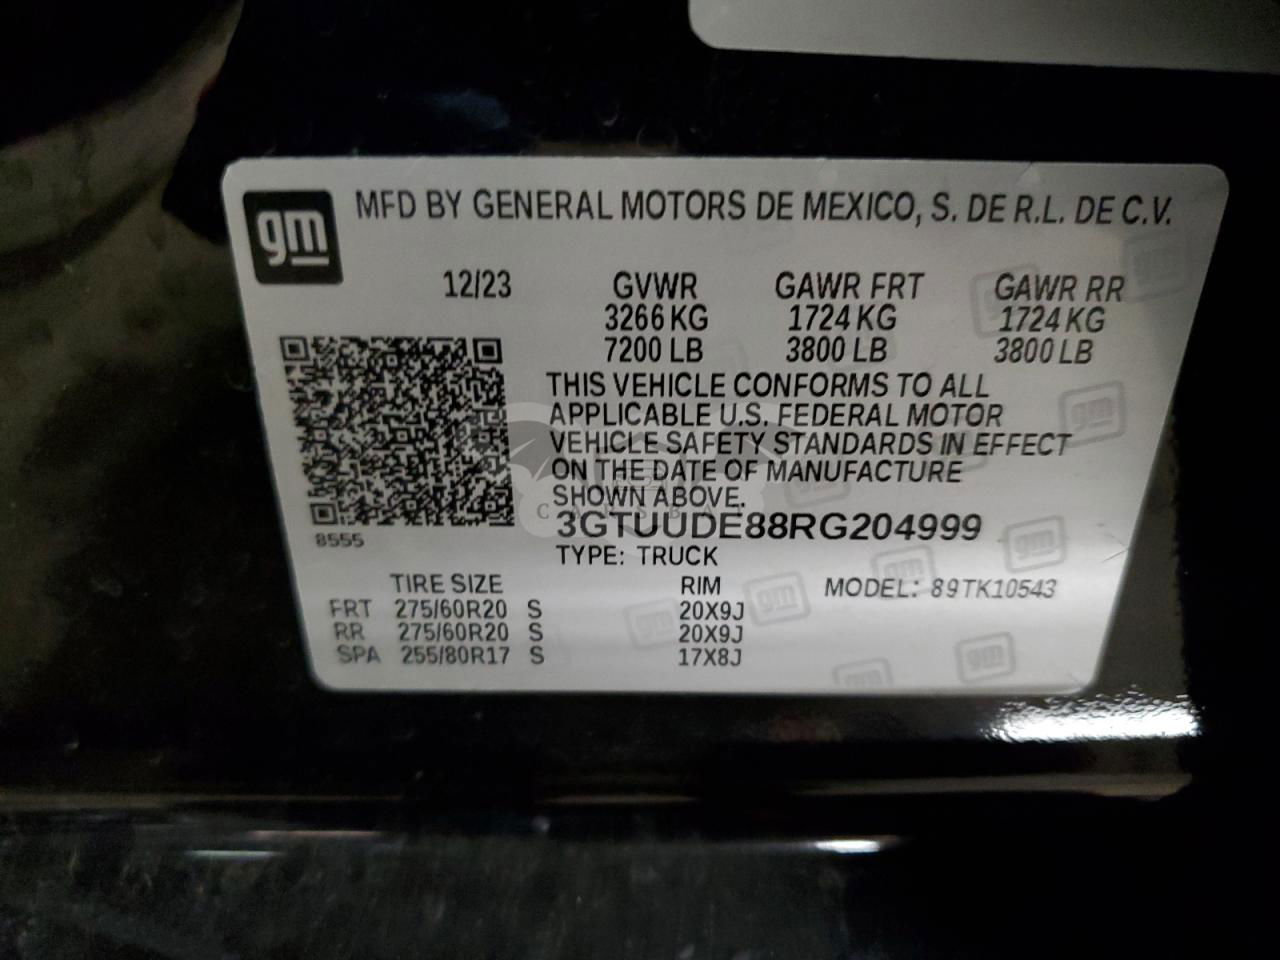 gm
MFD BY GENERAL MOTORS DE MEXICO, S. DE R.L. DE C.V.
12/23 GVWR GAWR FRT GAWR RR
3266 KG 1724 KG 1724 KG
7200 LB 3800 LB 3800 LB
THIS VEHICLE CONFORMS TO ALL
APPLICABLE U.S. FEDERAL MOTOR
VEHICLE SAFETY STANDARDS IN EFFECT
ON THE DATE OF MANUFACTURE
SHOWN ABOVE.
3GTUUDE88RG204999
8555
TYPE: TRUCK
TIRE SIZE RIM MODEL: 89TK10543
FRT 275/60R20 S 20X9J
RR 275/60R20 S 20X9J
SPA 255/80R17 S 17X8J